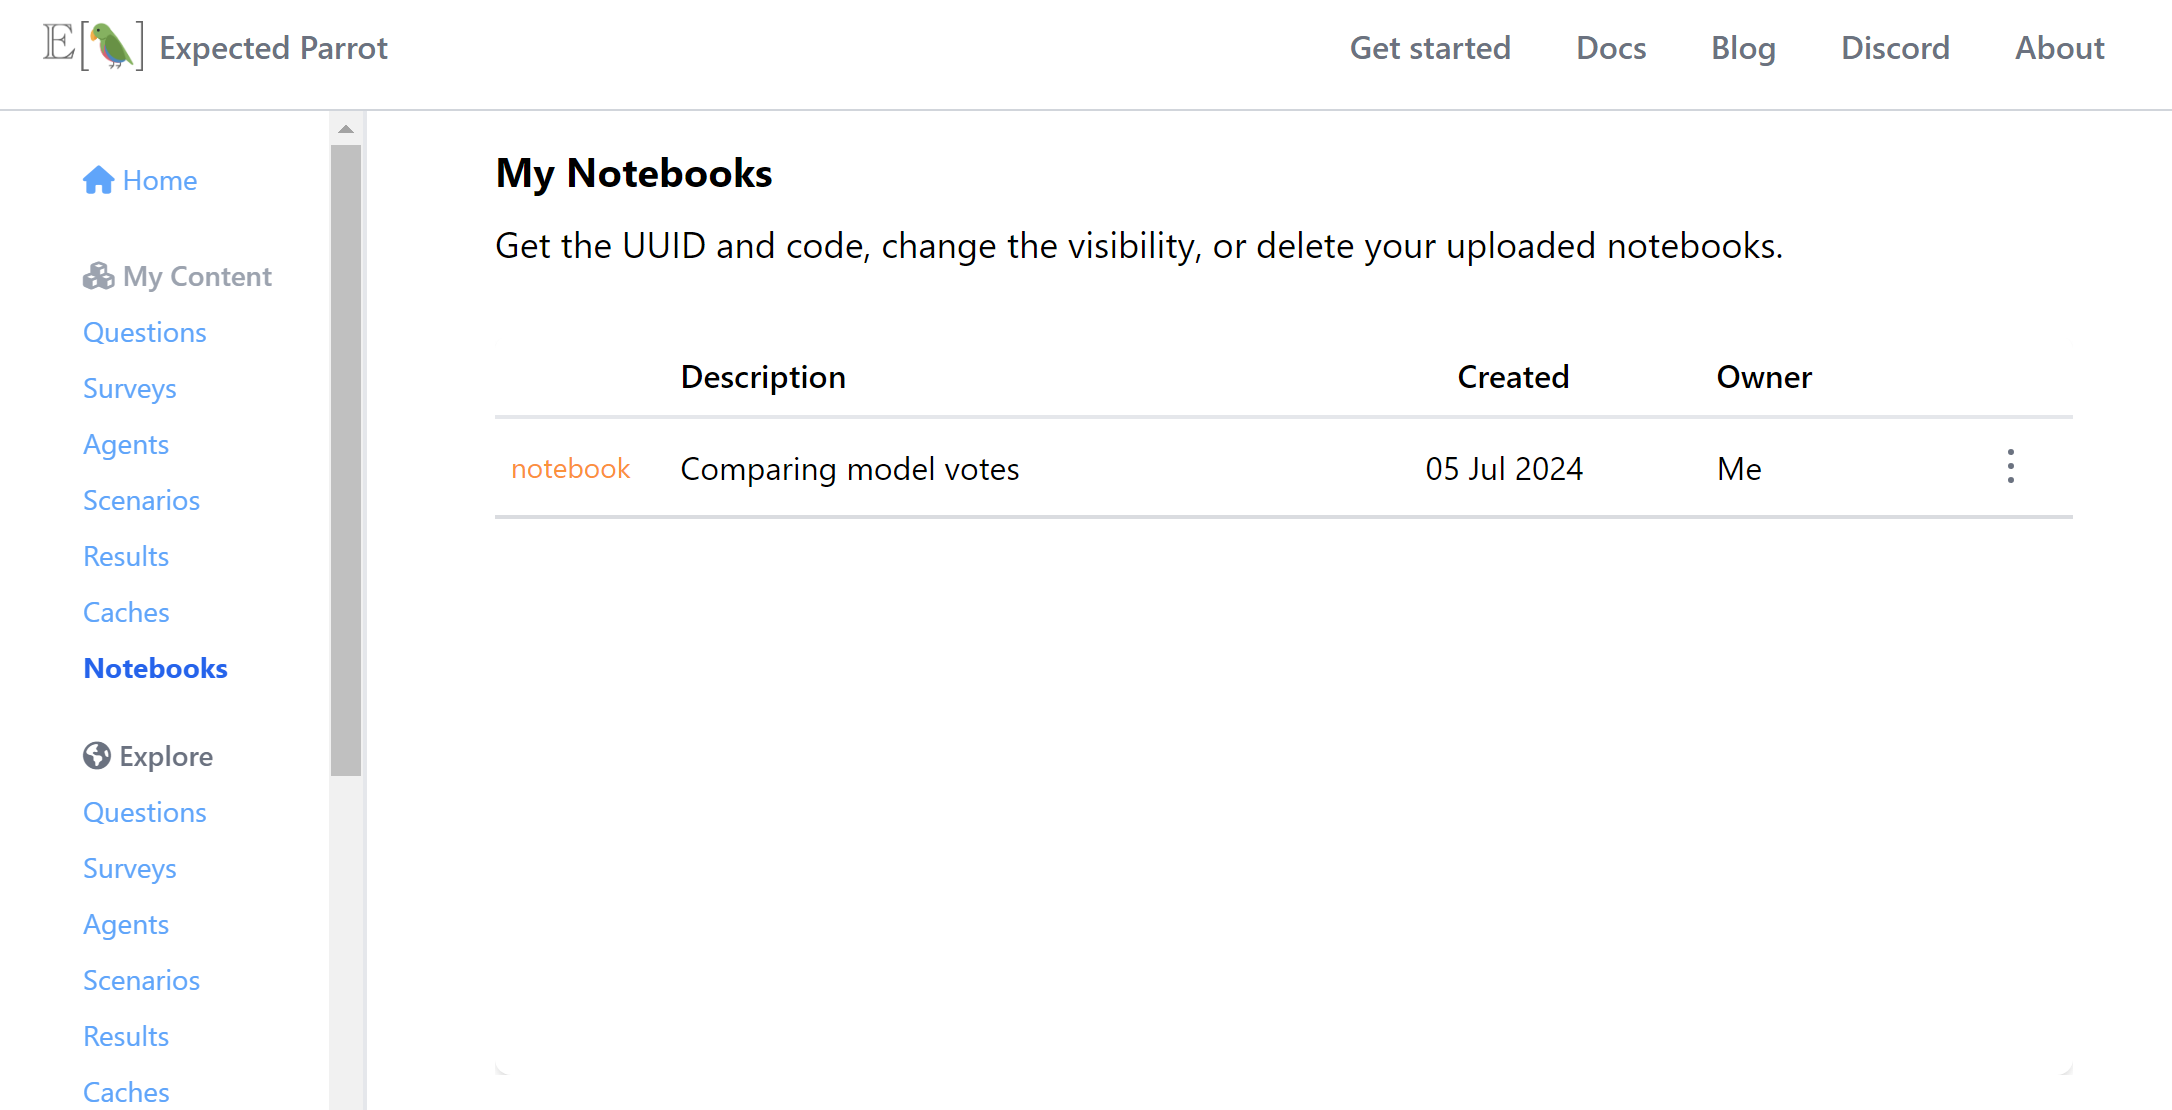 E[ ] Expected Parrot
Get started Docs Blog Discord About
Home
My Content
Questions
Surveys
Agents
Scenarios
Results
Caches
Notebooks
Explore
Questions
Surveys
Agents
Scenarios
Results
Caches
My Notebooks
Get the UUID and code, change the visibility, or delete your uploaded notebooks.
Description Created Owner
notebook Comparing model votes 05 Jul 2024 Me